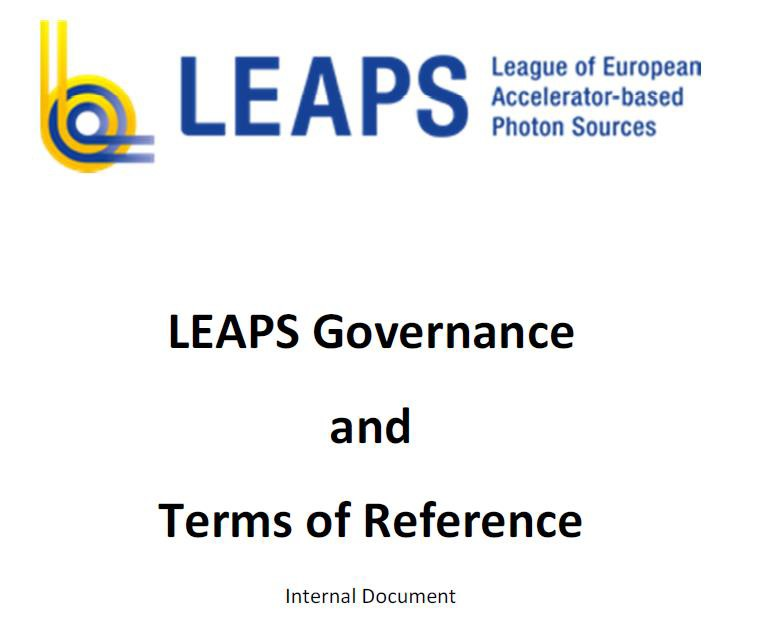 LEAPS
League of European
Accelerator-based
Photon Sources
LEAPS Governance
and
Terms of Reference
Internal Document